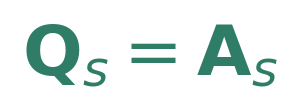 Qs = As